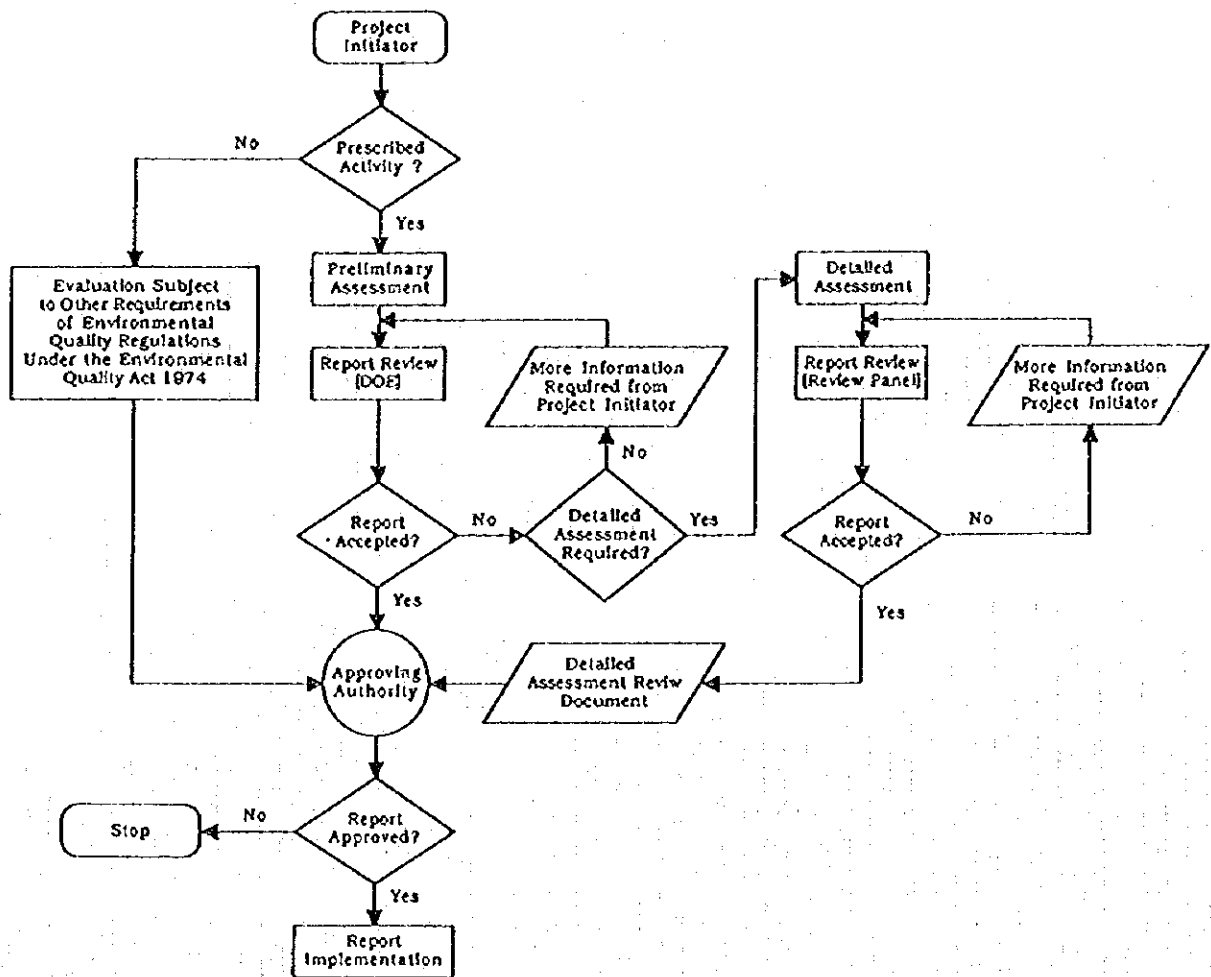 Project
Initiator
No
Prescribed
Activity ?
Yes
Evaluation Subject
to Other Requirements
of Environmental
Quality Regulations
Under the Environmental
Quality Act 1974
Preliminary
Assessment
Detailed
Assessment
Report Review
[DOE]
More Information
Required from
Project Initiator
Report Review
[Review Panel]
More Information
Required from
Project Initiator
No
Report
Accepted?
No
Detailed
Assessment
Required?
Yes
Report
Accepted?
No
Yes
Yes
Approving
Authority
Detailed
Assessment Reviw
Document
No
Stop
Report
Approved?
Yes
Report
Implementation